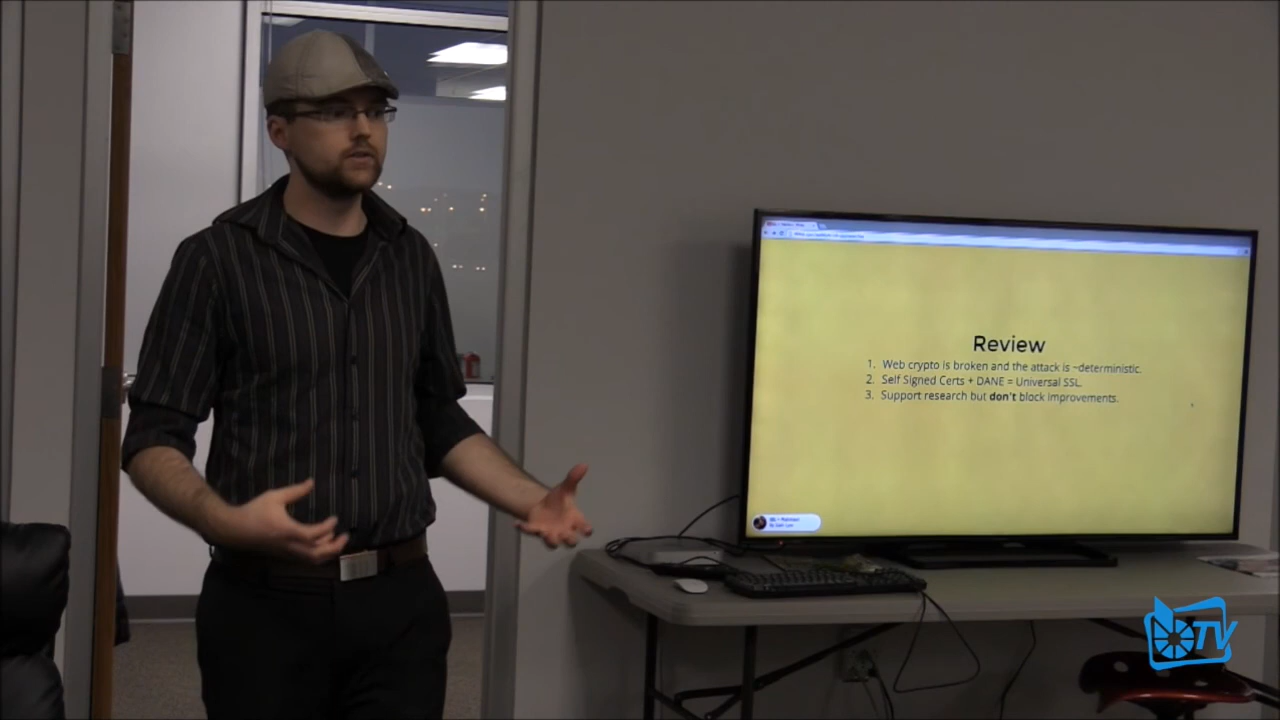 Review
1. Web crypto is broken and the attack is ~deterministic.
2. Self Signed Certs + DANE = Universal SSL.
3. Support research but don't block improvements.
TV